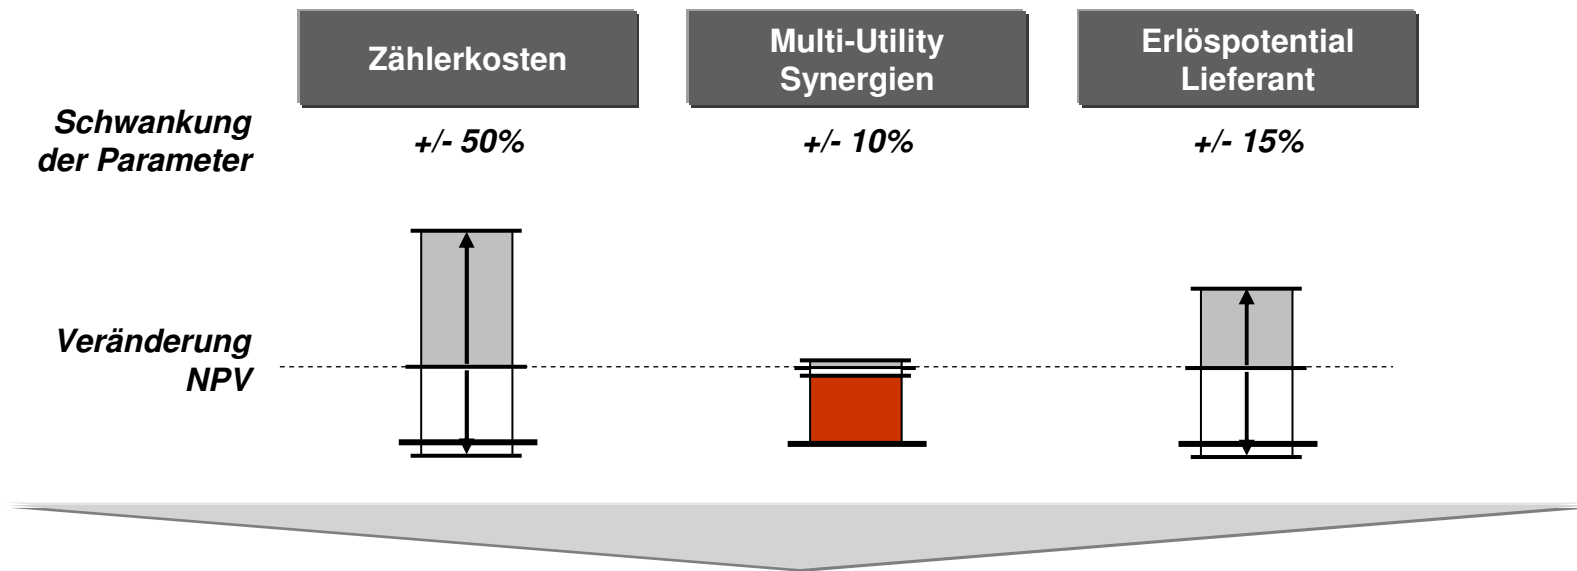 Zählerkosten
Multi-Utility
Synergien
Erlöspotential
Lieferant
Schwankung
der Parameter
+/- 50%
+/- 10%
+/- 15%
Veränderung
NPV